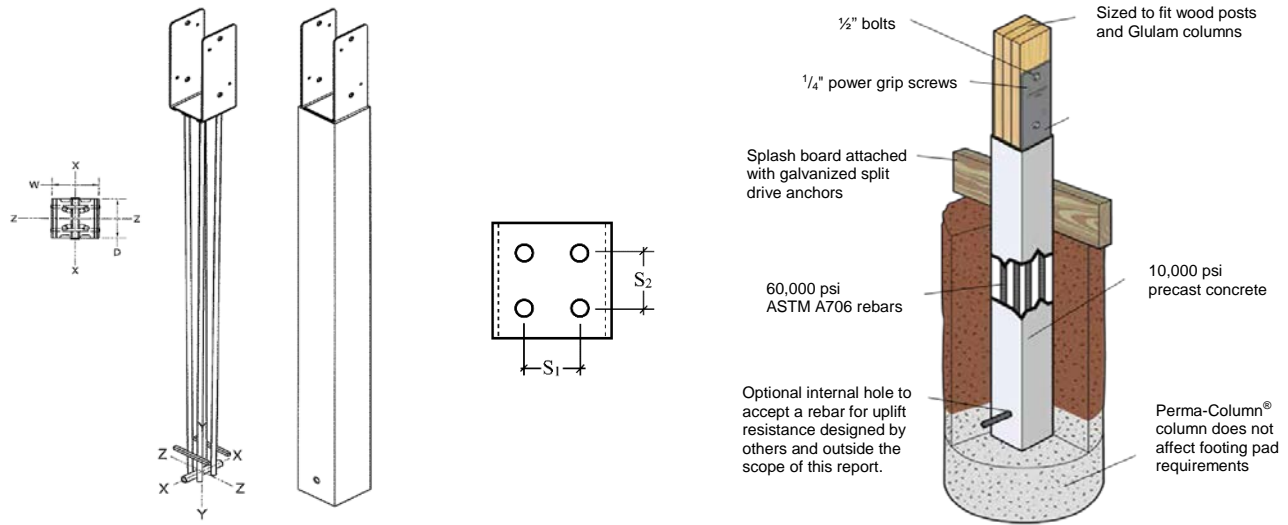 X
W
Z
Z
D
X
Y
Z
X
X
Z
Y
S2
S1
½” bolts
Sized to fit wood posts
and Glulam columns
1/4" power grip screws
Splash board attached
with galvanized split
drive anchors
60,000 psi
ASTM A706 rebars
10,000 psi
precast concrete
Optional internal hole to
accept a rebar for uplift
resistance designed by
others and outside the
scope of this report.
Perma-Column®
column does not
affect footing pad
requirements